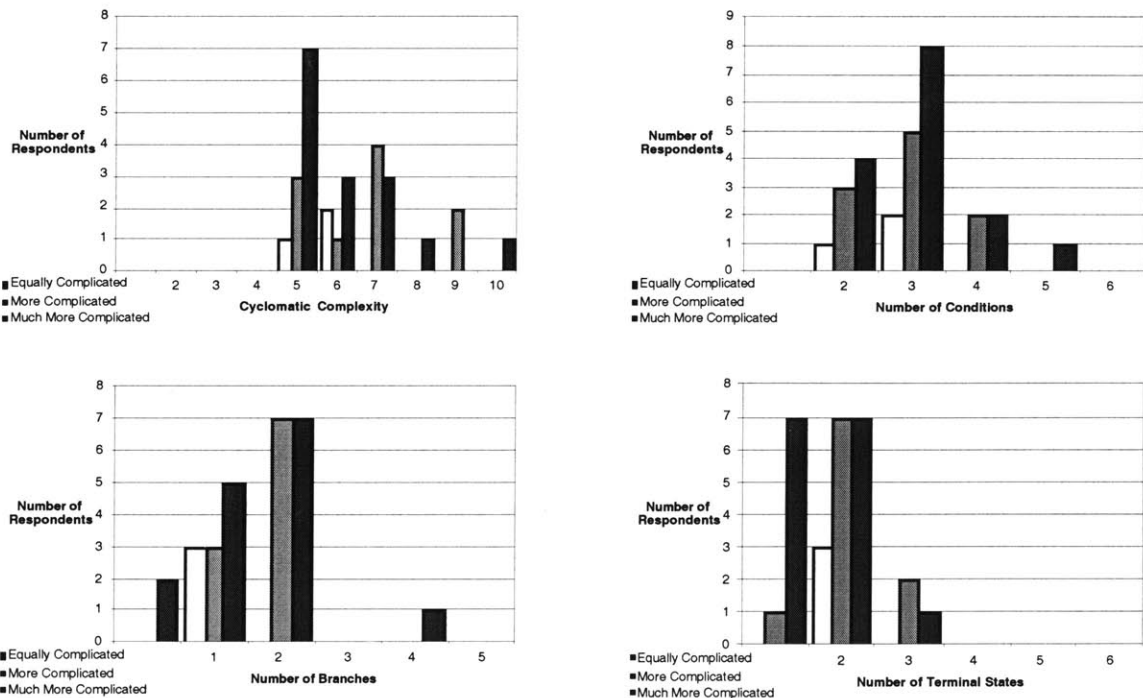 8
7
6
5
4
3
2
1
0
Number of
Respondents
■ Equally Complicated
■ More Complicated
■ Much More Complicated
2 3 4 5 6 7 8 9 10
Cyclomatic Complexity
9
8
7
6
5
4
3
2
1
0
Number of
Respondents
■ Equally Complicated
■ More Complicated
■ Much More Complicated
2 3 4 5 6
Number of Conditions
8
7
6
5
4
3
2
1
0
Number of
Respondents
■ Equally Complicated
■ More Complicated
■ Much More Complicated
1 2 3 4 5
Number of Branches
8
7
6
5
4
3
2
1
0
Number of
Respondents
■ Equally Complicated
■ More Complicated
■ Much More Complicated
2 3 4 5 6
Number of Terminal States